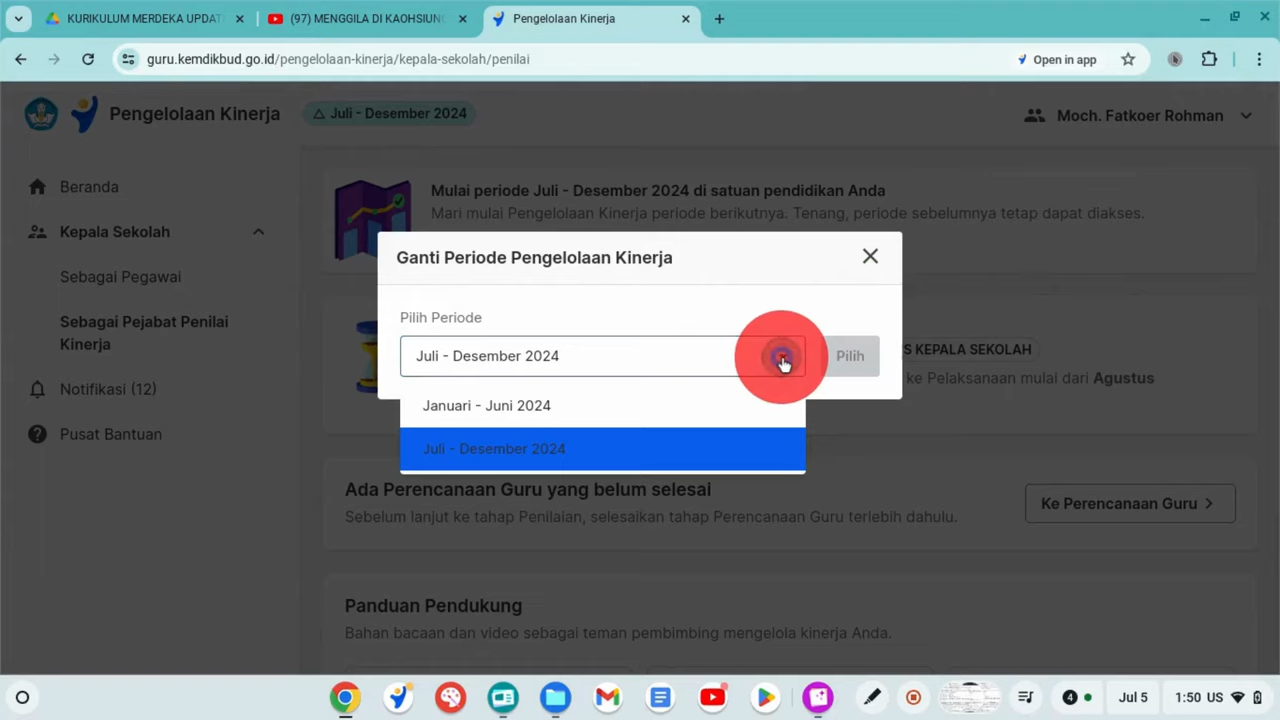 KURIKULUM MERDEKA UPDAT
(97) MENGGILA DI KAOHSIUNG
Pengelolaan Kinerja
guru.kemdikbud.go.id/pengelolaan-kinerja/kepala-sekolah/penilai
Open in app
Pengelolaan Kinerja
Juli - Desember 2024
Moch. Fatkoer Rohman
Beranda
Kepala Sekolah
Sebagai Pegawai
Sebagai Pejabat Penilai
Kinerja
Notifikasi (12)
Pusat Bantuan
Mulai periode Juli - Desember 2024 di satuan pendidikan Anda
Mari mulai Pengelolaan Kinerja periode berikutnya. Tenang, periode sebelumnya tetap dapat diakses.
Ganti Periode Pengelolaan Kinerja
Pilih Periode
Juli - Desember 2024
Pilih
Januari - Juni 2024
Juli - Desember 2024
S KEPALA SEKOLAH
ke Pelaksanaan mulai dari Agustus
Ada Perencanaan Guru yang belum selesai
Sebelum lanjut ke tahap Penilaian, selesaikan tahap Perencanaan Guru terlebih dahulu.
Ke Perencanaan Guru
Panduan Pendukung
Bahan bacaan dan video sebagai teman pembimbing mengelola kinerja Anda.
4
Jul 5
1:50 US